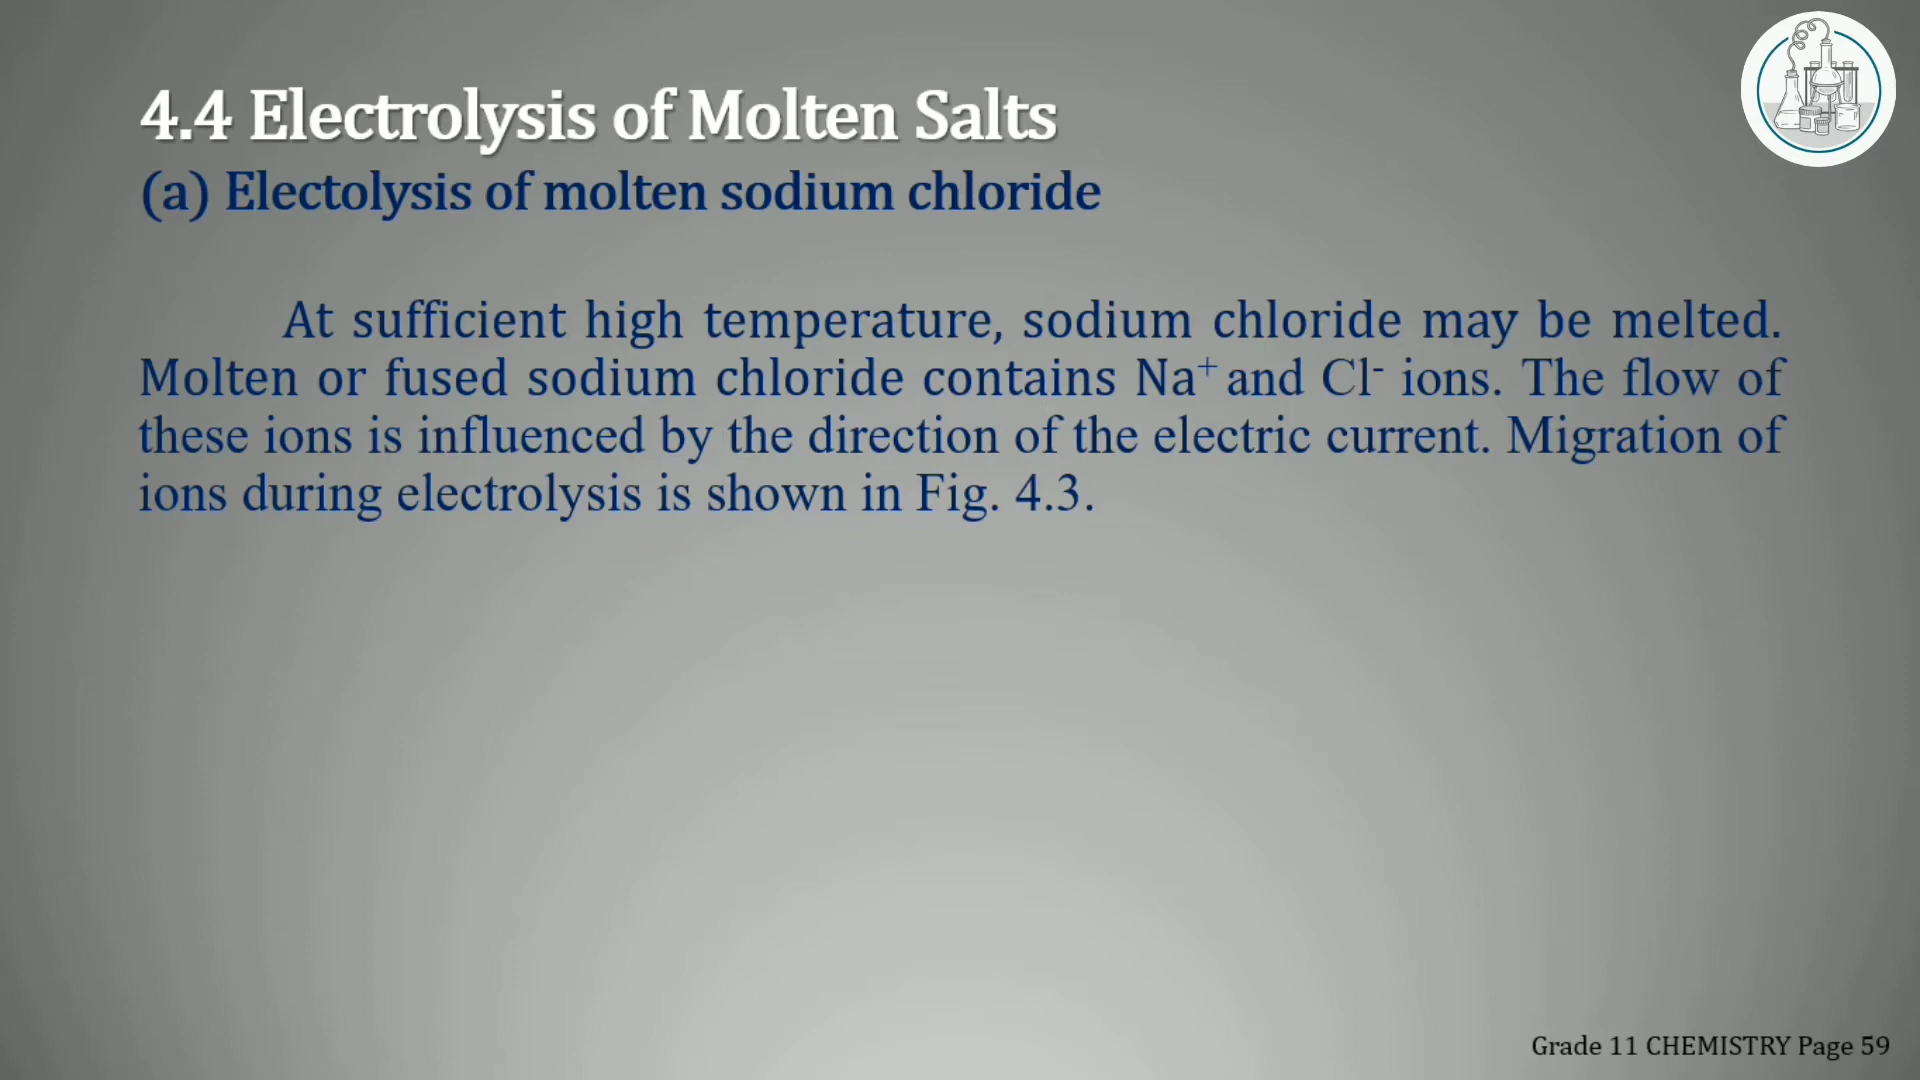 4.4 Electrolysis of Molten Salts
(a) Electolysis of molten sodium chloride
At sufficient high temperature, sodium chloride may be melted.
Molten or fused sodium chloride contains Na⁺ and Cl⁻ ions. The flow of
these ions is influenced by the direction of the electric current. Migration of
ions during electrolysis is shown in Fig. 4.3.
Grade 11 CHEMISTRY Page 59